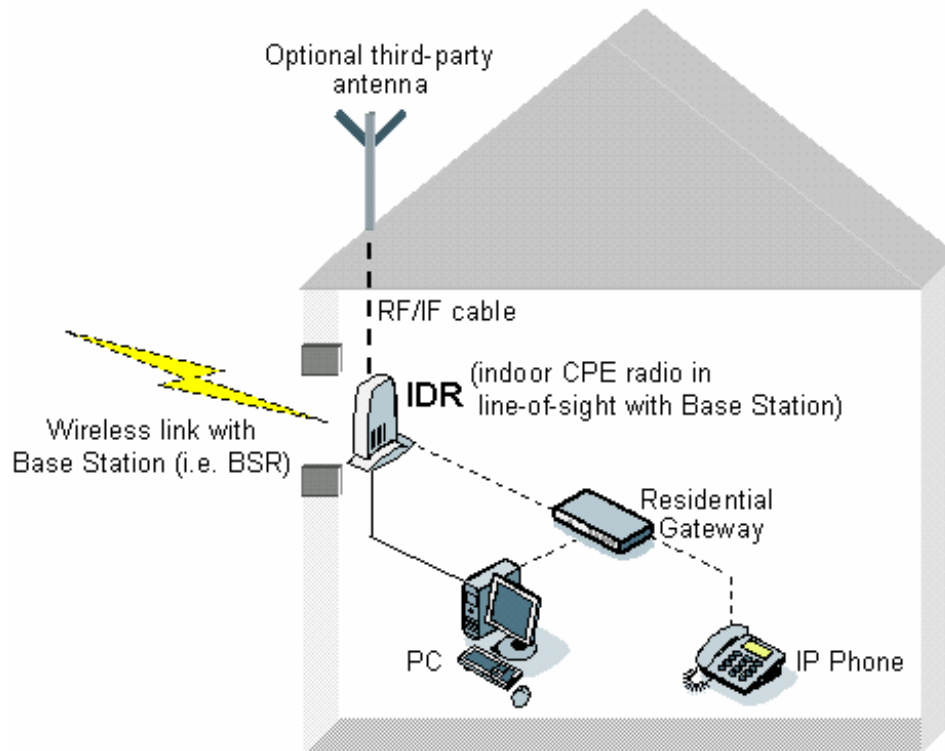 Optional third-party
antenna
RF/IF cable
IDR (indoor CPE radio in
line-of-sight with Base Station)
Wireless link with
Base Station (i.e. BSR)
Residential
Gateway
PC
IP Phone